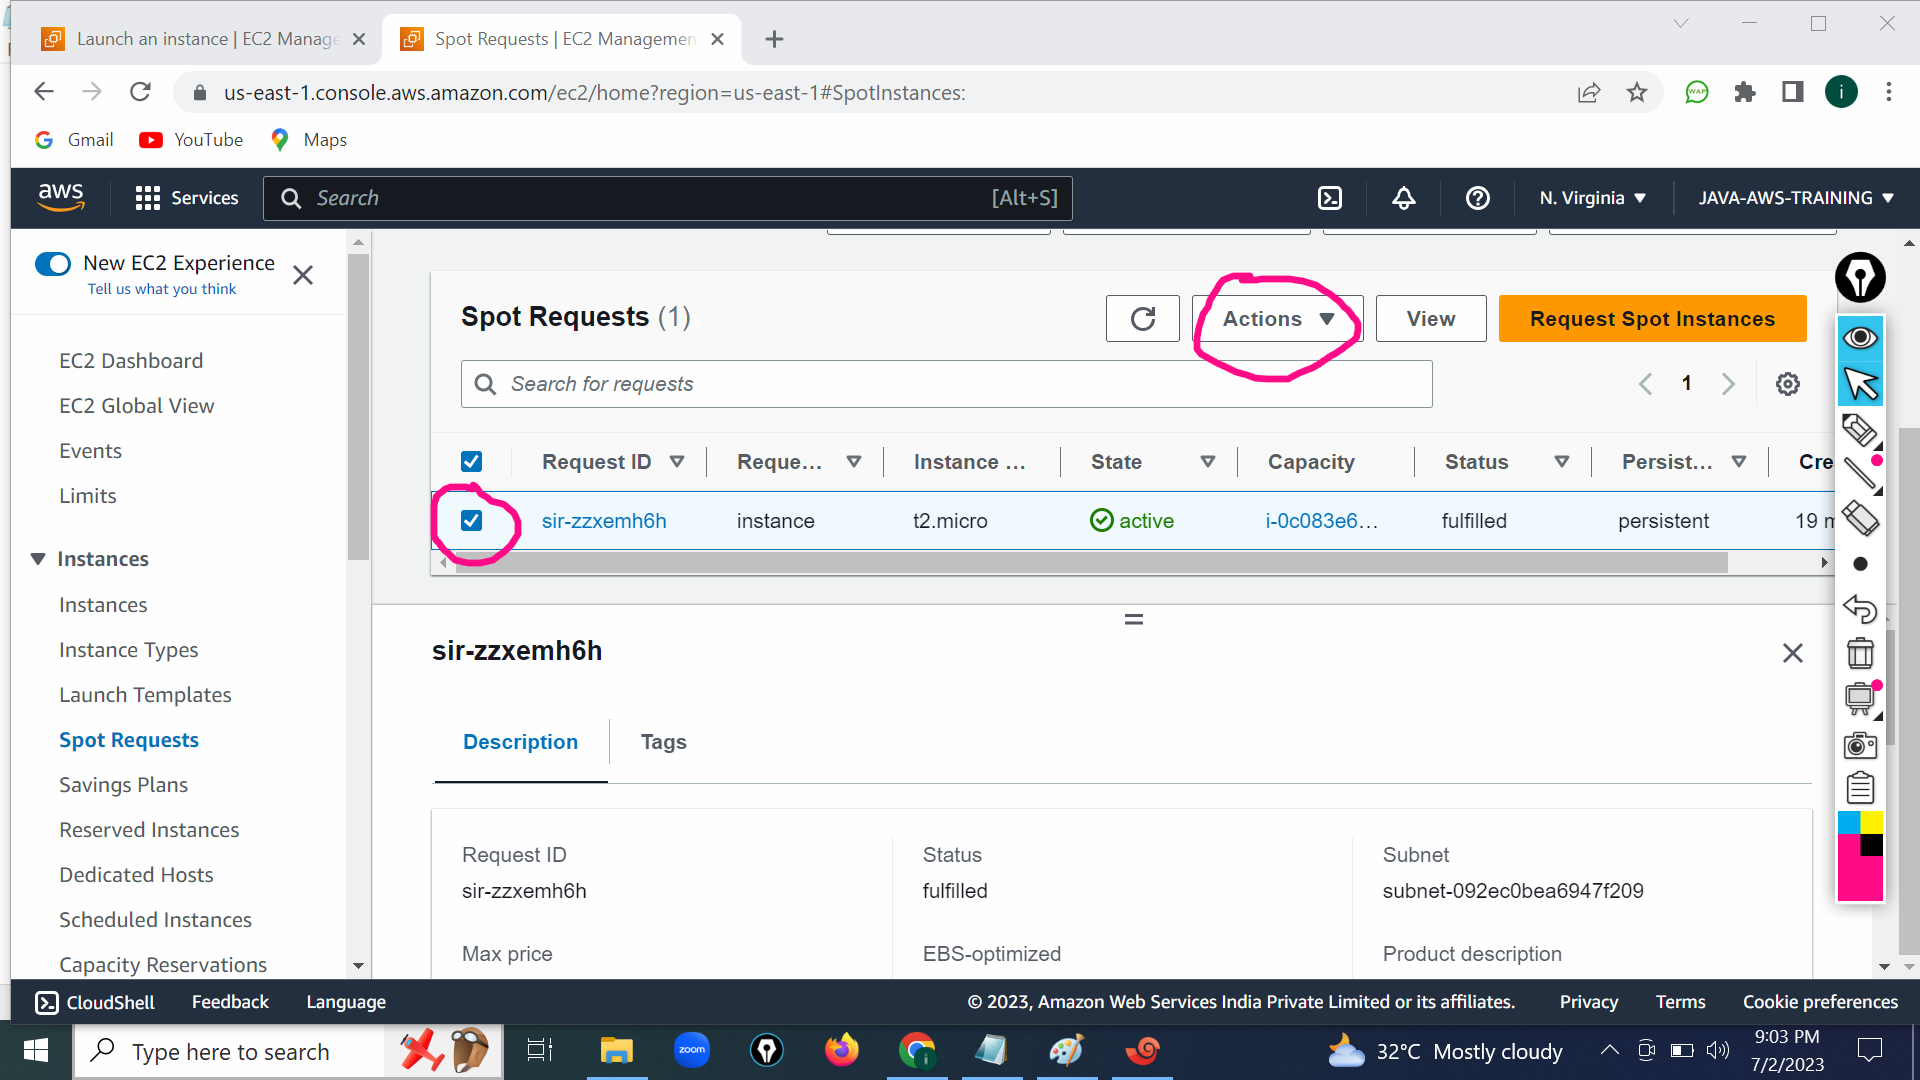 Launch an instance | EC2 Manage
Spot Requests | EC2 Managemen
us-east-1.console.aws.amazon.com/ec2/home?region=us-east-1#SpotInstances:
WAP
i
Gmail
YouTube
Maps
aws
Services
Search
[Alt+S]
N. Virginia
JAVA-AWS-TRAINING
New EC2 Experience
Tell us what you think
EC2 Dashboard
EC2 Global View
Events
Limits
Instances
Instances
Instance Types
Launch Templates
Spot Requests
Savings Plans
Reserved Instances
Dedicated Hosts
Scheduled Instances
Capacity Reservations
Spot Requests (1)
Actions
View
Request Spot Instances
Search for requests
1
Request ID
Reque...
Instance ...
State
Capacity
Status
Persist...
Cre
sir-zzxemh6h
instance
t2.micro
active
i-0c083e6...
fulfilled
persistent
19 m
sir-zzxemh6h
Description
Tags
Request ID
sir-zzxemh6h
Status
fulfilled
Subnet
subnet-092ec0bea6947f209
Max price
EBS-optimized
Product description
CloudShell
Feedback
Language
© 2023, Amazon Web Services India Private Limited or its affiliates.
Privacy
Terms
Cookie preferences
Type here to search
zoom
i
32°C Mostly cloudy
9:03 PM
7/2/2023